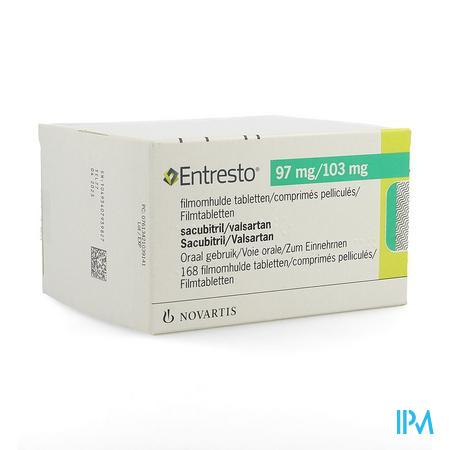 Entresto®
97 mg/103 mg
filmomhulde tabletten/comprimés pelliculés/
Filmtabletten
sacubitril/valsartan
Sacubitril/Valsartan
Oraal gebruik/Voie orale/Zum Einnehmen
168 filmomhulde tabletten/comprimés pelliculés/
Filmtabletten
NOVARTIS
IPM